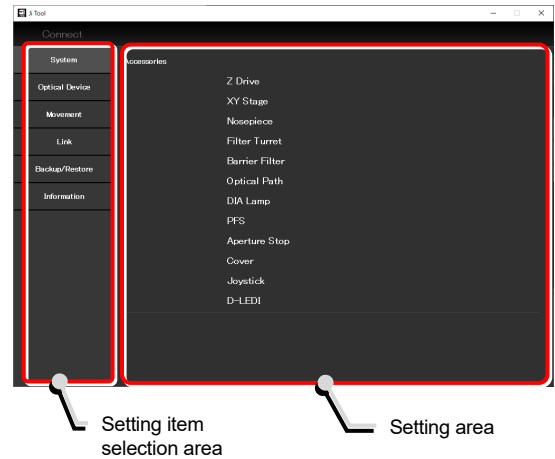 Ji Tool
Connect
System
Optical Device
Movement
Link
Backup/Restore
Information
Accessories
Z Drive
XY Stage
Nosepiece
Filter Turret
Barrier Filter
Optical Path
DIA Lamp
PFS
Aperture Stop
Cover
Joystick
D-LEDI
Setting item
selection area
Setting area